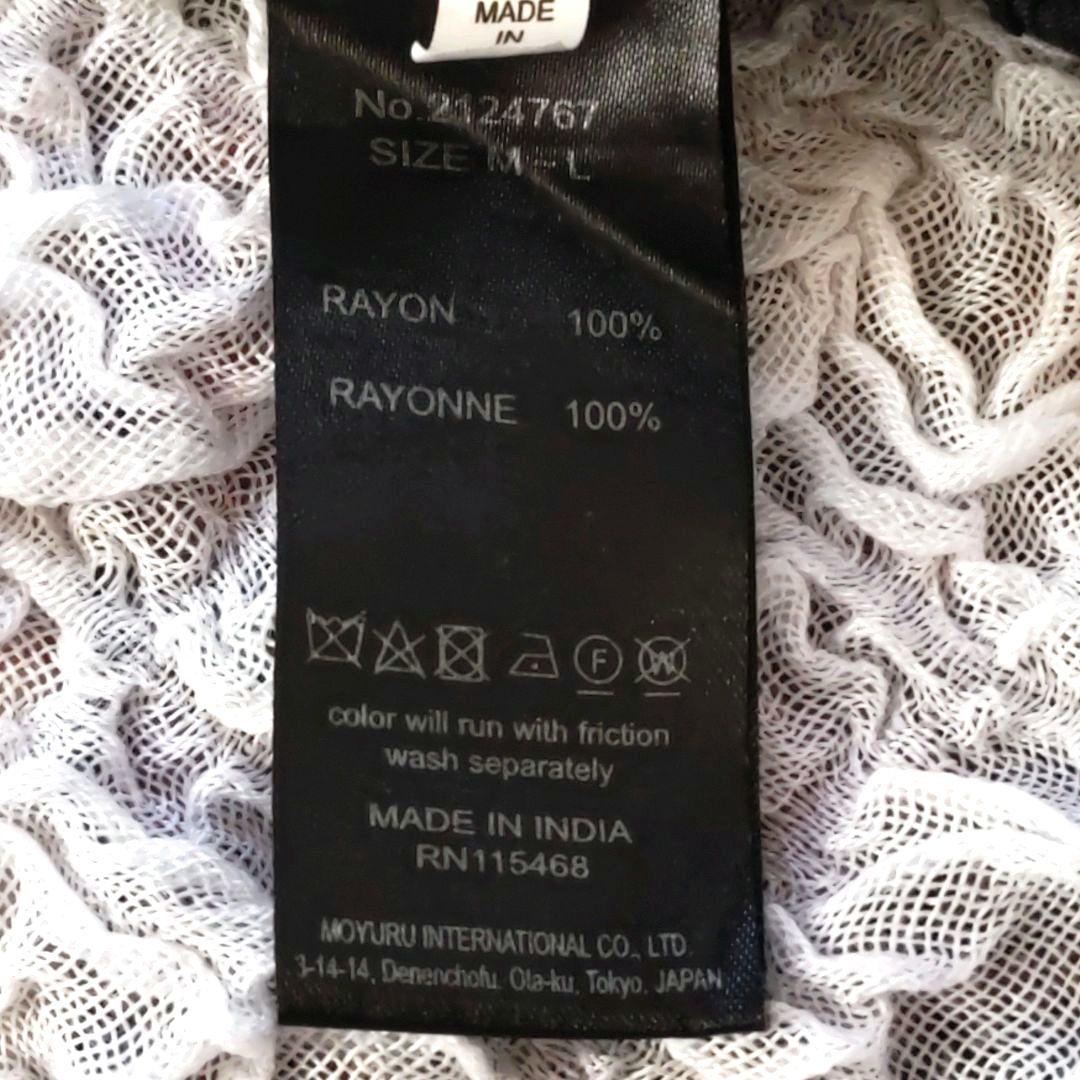 MADE
IN
No.2124767
SIZE M - L
RAYON 100%
RAYONNE 100%
F W
color will run with friction
wash separately
MADE IN INDIA
RN115468
MOYURU INTERNATIONAL CO., LTD.
3-14-14, Denenchofu, Ota-ku, Tokyo, JAPAN